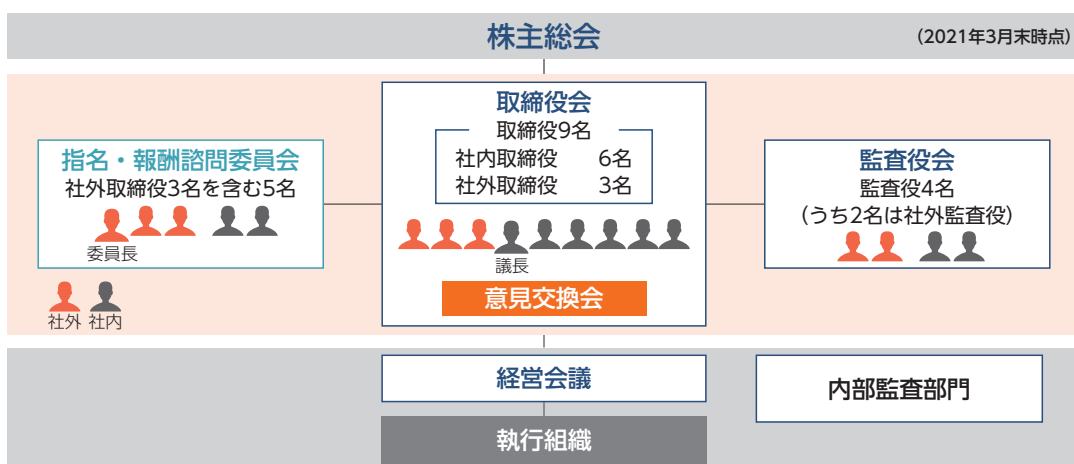 株主総会
(2021年3月末時点)
指名・報酬諮問委員会
社外取締役3名を含む5名
委員長
社外 社内
取締役会
取締役9名
社内取締役 6名
社外取締役 3名
議長
意見交換会
監査役会
監査役4名
(うち2名は社外監査役)
経営会議
執行組織
内部監査部門